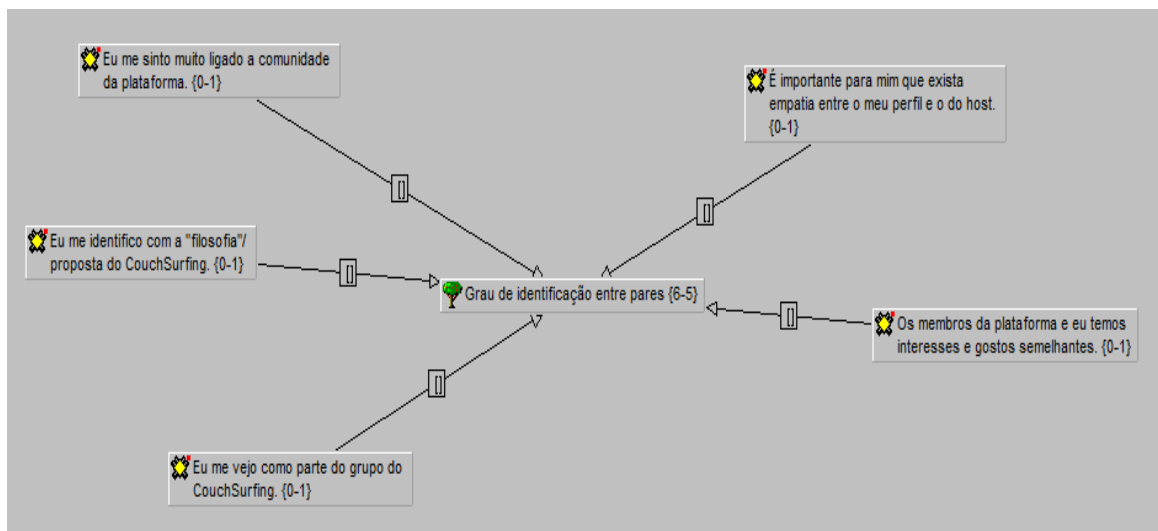 Eu me sinto muito ligado a comunidade
da plataforma. {0-1}
É importante para mim que exista
empatia entre o meu perfil e o do host.
{0-1}
[]
[]
Eu me identifico com a "filosofia"/
proposta do CouchSurfing. {0-1}
[]
Grau de identificação entre pares {6-5}
[]
Os membros da plataforma e eu temos
interesses e gostos semelhantes. {0-1}
[]
Eu me vejo como parte do grupo do
CouchSurfing. {0-1}